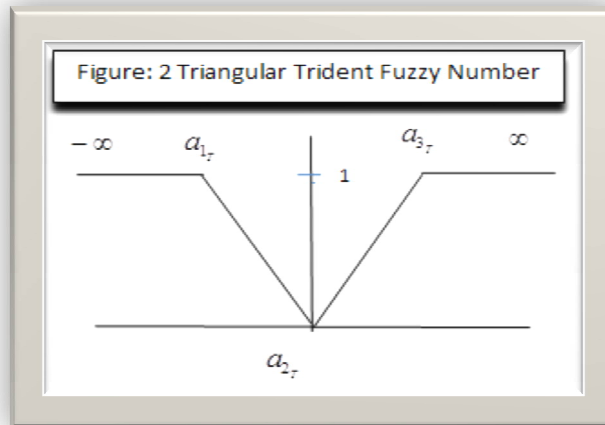 Figure: 2 Triangular Trident Fuzzy Number
− ∞ a₁τ a₃τ ∞
1
a₂τ